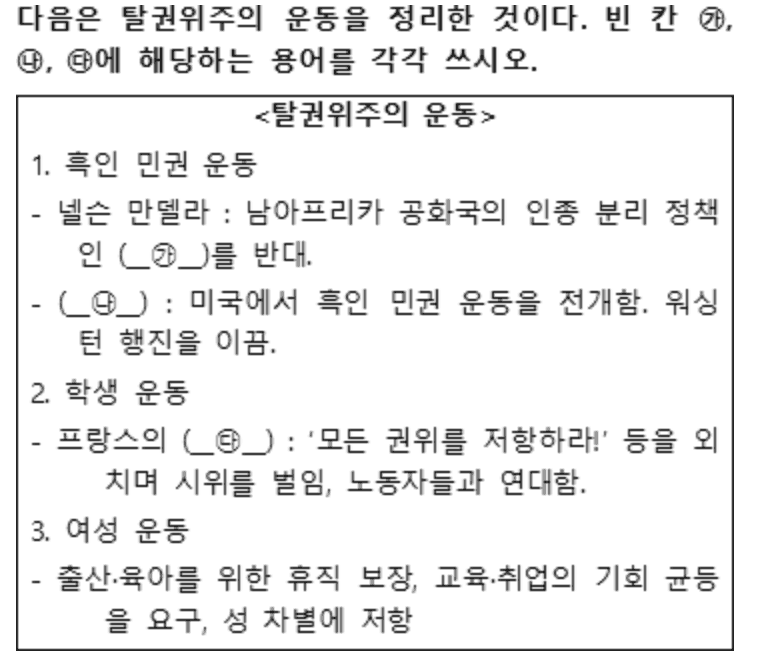 다음은 탈권위주의 운동을 정리한 것이다. 빈 칸 ㉮,
㉯, ㉰에 해당하는 용어를 각각 쓰시오.
<탈권위주의 운동>
1. 흑인 민권 운동
- 넬슨 만델라 : 남아프리카 공화국의 인종 분리 정책
인 (_㉮_)를 반대.
- (_㉯_) : 미국에서 흑인 민권 운동을 전개함. 워싱
턴 행진을 이끔.
2. 학생 운동
- 프랑스의 (_㉰_) : '모든 권위를 저항하라!' 등을 외
치며 시위를 벌임, 노동자들과 연대함.
3. 여성 운동
- 출산·육아를 위한 휴직 보장, 교육·취업의 기회 균등
을 요구, 성 차별에 저항